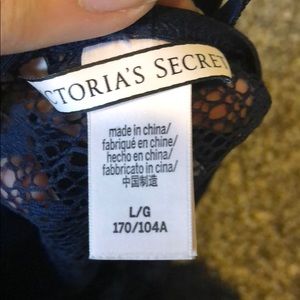 CTORIA'S SECRET
made in china/
fabriqué en chine/
hecho en china/
fabbricato in cina/
中国制造
L/G
170/104A